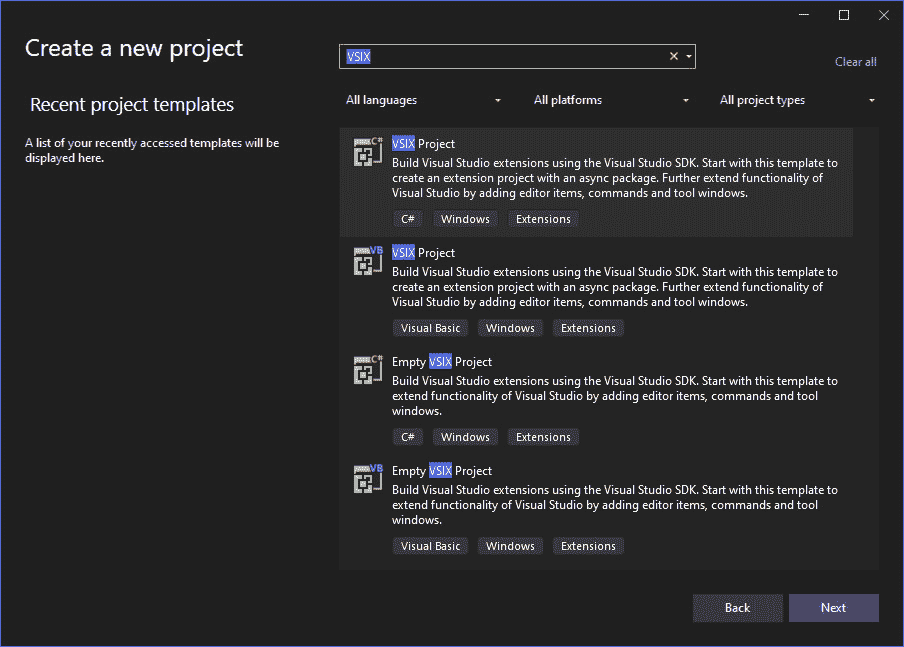 Create a new project
VSIX
Clear all
Recent project templates
A list of your recently accessed templates will be
displayed here.
All languages
All platforms
All project types
C#
VSIX Project
Build Visual Studio extensions using the Visual Studio SDK. Start with this template to
create an extension project with an async package. Further extend functionality of
Visual Studio by adding editor items, commands and tool windows.
C#
Windows
Extensions
VB
VSIX Project
Build Visual Studio extensions using the Visual Studio SDK. Start with this template to
create an extension project with an async package. Further extend functionality of
Visual Studio by adding editor items, commands and tool windows.
Visual Basic
Windows
Extensions
C#
Empty VSIX Project
Build Visual Studio extensions using the Visual Studio SDK. Start with this template to
extend functionality of Visual Studio by adding editor items, commands and tool
windows.
C#
Windows
Extensions
VB
Empty VSIX Project
Build Visual Studio extensions using the Visual Studio SDK. Start with this template to
extend functionality of Visual Studio by adding editor items, commands and tool
windows.
Visual Basic
Windows
Extensions
Back
Next